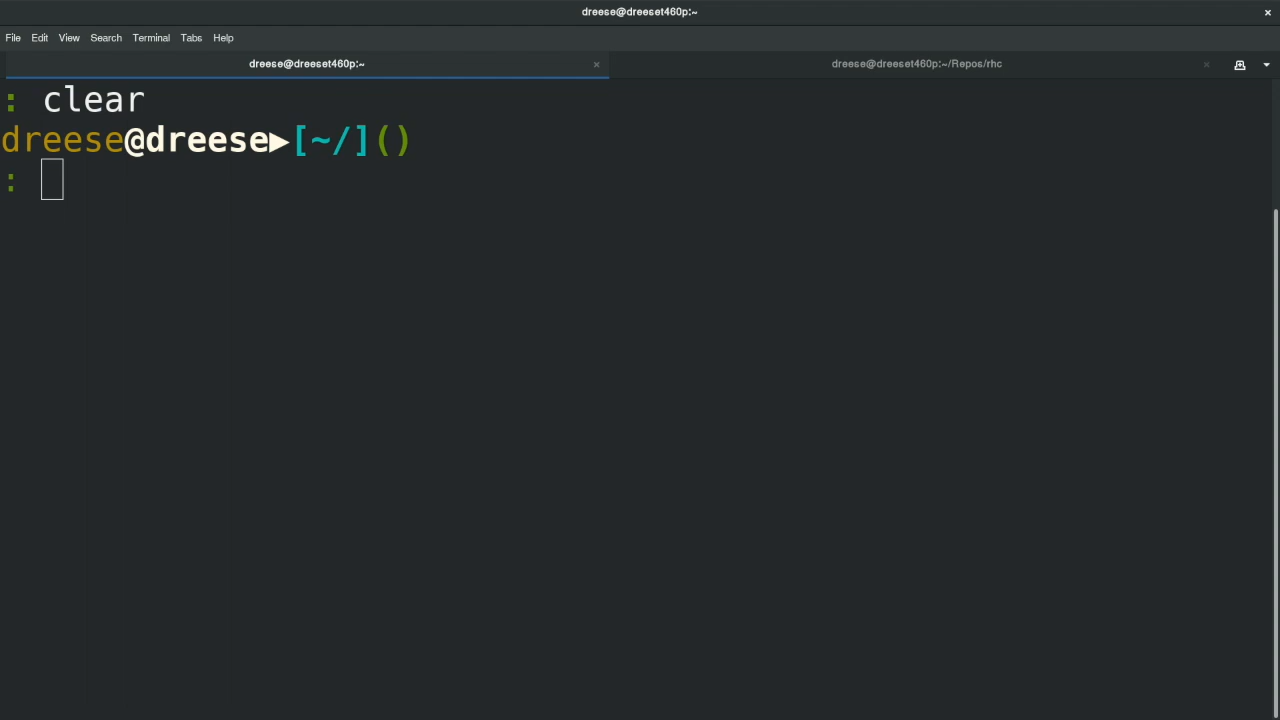 dreese@dreeset460p:~ ×
File Edit View Search Terminal Tabs Help
dreese@dreeset460p:~ × dreese@dreeset460p:~/Repos/rhc ×
: clear
dreese@dreese▶[~/]()
: